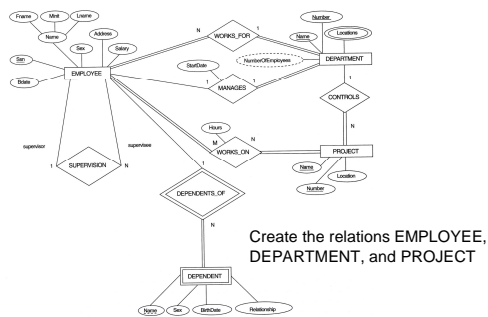 Fname
Minit
Lname
Name
Address
Sex
Salary
Ssn
Bdate
EMPLOYEE
N
WORKS_FOR
1
Number
Name
Locations
NumberOfEmployees
DEPARTMENT
StartDate
1
MANAGES
1
1
CONTROLS
N
Hours
M
WORKS_ON
N
PROJECT
Name
Number
Location
supervisor
supervisee
1
SUPERVISION
N
1
DEPENDENTS_OF
N
DEPENDENT
Name
Sex
BirthDate
Relationship
Create the relations EMPLOYEE,
DEPARTMENT, and PROJECT